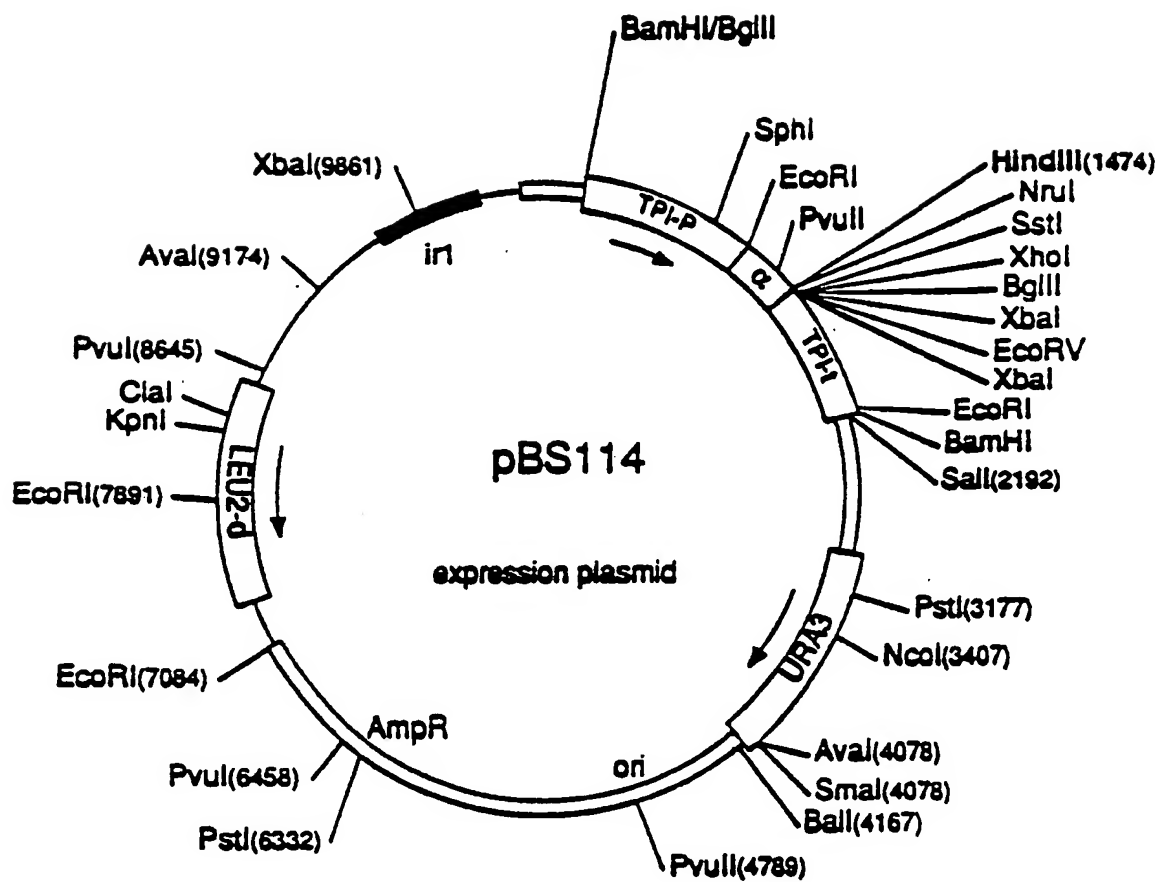 BamHI/BglII
SphI
EcoRI
PvuII
HindIII(1474)
NruI
SstI
XhoI
BglII
XbaI
EcoRV
XbaI
EcoRI
BamHI
SalI(2192)
PstI(3177)
NcoI(3407)
AvaI(4078)
SmaI(4078)
BalI(4167)
PvuII(4789)
PstI(6332)
PvuI(6458)
EcoRI(7084)
EcoRI(7891)
KpnI
ClaI
PvuI(8645)
AvaI(9174)
XbaI(9861)
TPI-P
α
TPI-t
URA3
ori
AmpR
LEU2-d
ir1
pBS114
expression plasmid